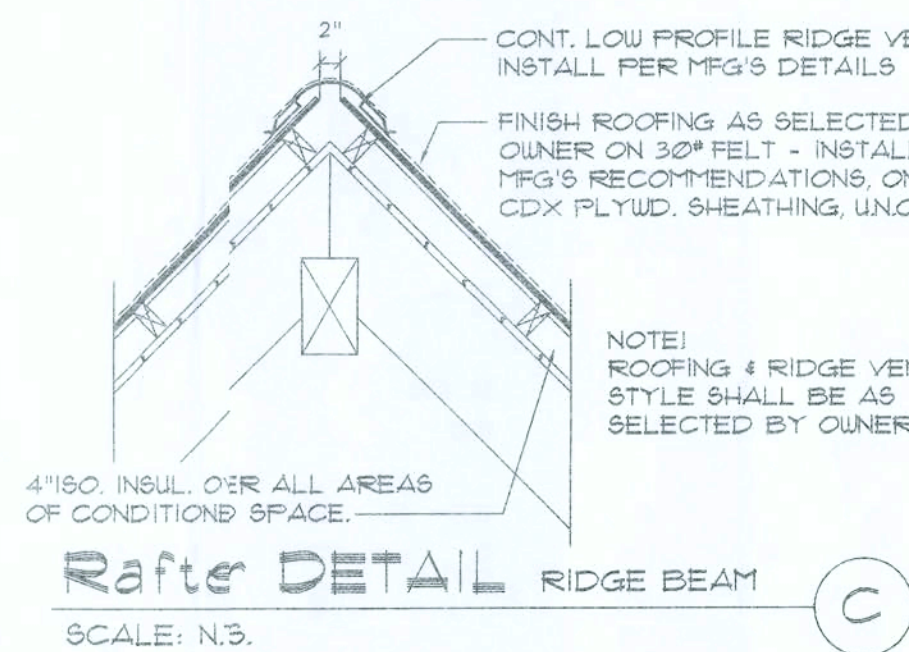 2"
CONT. LOW PROFILE RIDGE VE
INSTALL PER MFG'S DETAILS
FINISH ROOFING AS SELECTED
OWNER ON 30# FELT - INSTALL
MFG'S RECOMMENDATIONS, ON
CDX PLYWD. SHEATHING, U.N.O
NOTE:
ROOFING & RIDGE VEN
STYLE SHALL BE AS
SELECTED BY OWNER
4"ISO. INSUL. OVER ALL AREAS
OF CONDITIOND SPACE.
Rafter DETAIL RIDGE BEAM
C
SCALE: N.S.